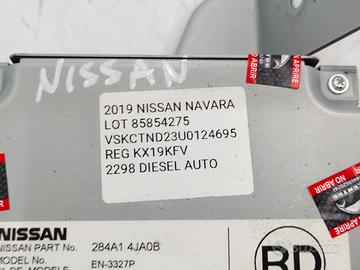 NISSAN
2019 NISSAN NAVARA
LOT 85854275
VSKCTND23U0124695
REG KX19KFV
2298 DIESEL AUTO
NO ABRIR
NO ABRIR
NISSAN
NISSAN PART No. 284A1 4JA0B
MODEL No. EN-3327P
BD